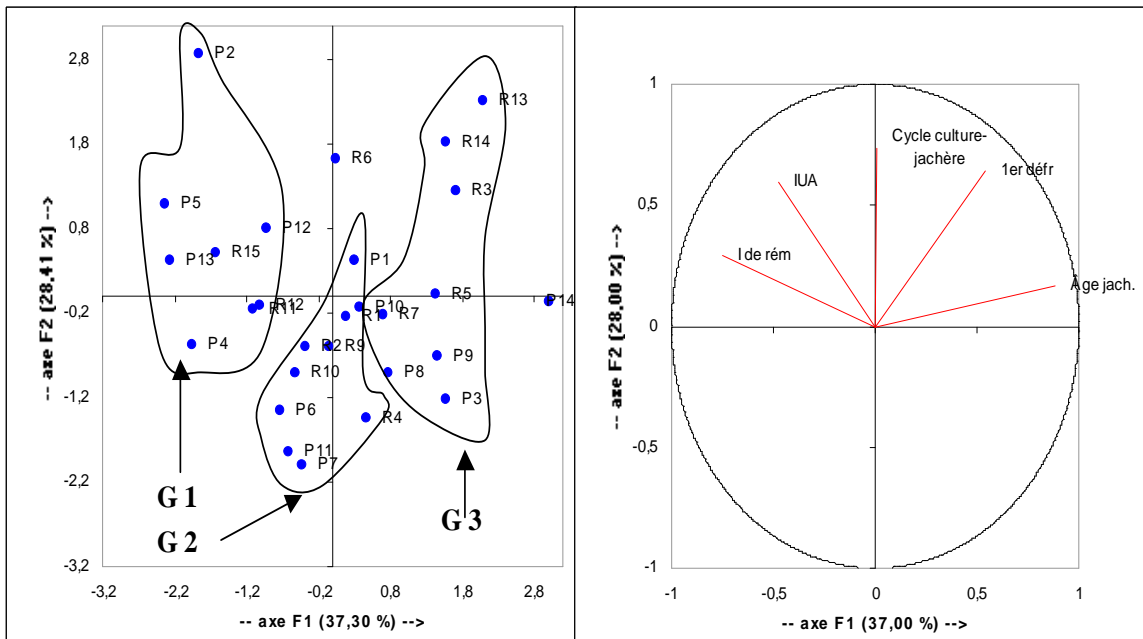 2,8
1,8
0,8
-0,2
-1,2
-2,2
-3,2
-- axe F2 [28,41 %) -->
P2
R13
R14
R6
R3
P5
P12
P13
R15
P1
R5
P14
R12
R11
P10
R1
R7
P4
R2
R9
P9
R10
P8
P3
P6
R4
P11
P7
G1
G2
G3
-3,2 -2,2 -1,2 -0,2 0,8 1,8 2,8
-- axe F1 (37,30 %) -->
1
0,5
0
-0,5
-1
-- axe F2 (28,00 %) -->
Cycle culture-
jachère
1er défr
IUA
I de rém
Age jach.
-1 -0,5 0 0,5 1
-- axe F1 (37,00 %) -->